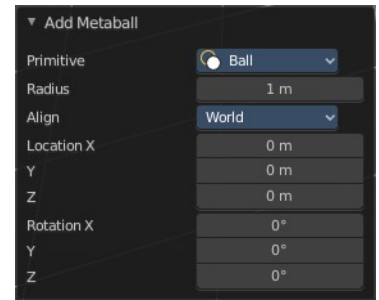 Add Metaball
Primitive Ball
Radius 1 m
Align World
Location X 0 m
Y 0 m
Z 0 m
Rotation X 0°
Y 0°
Z 0°